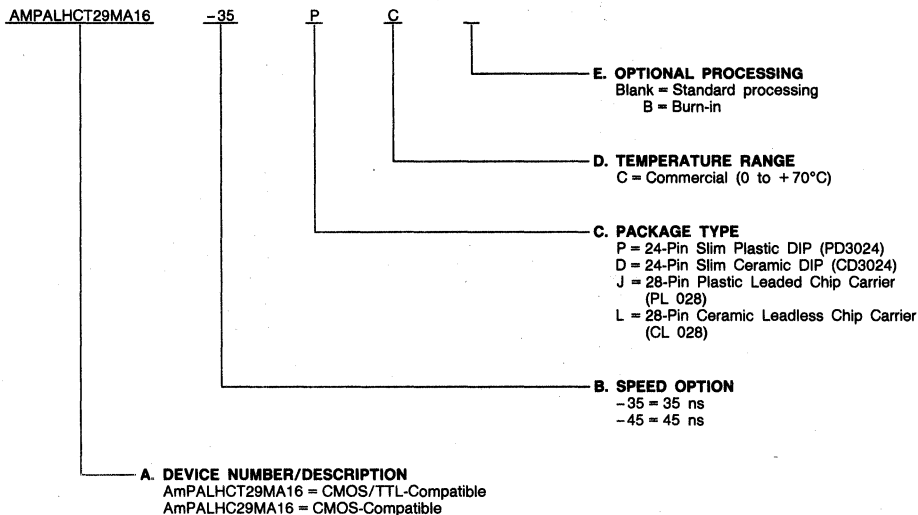 AMPALHCT29MA16 -35 P C _
E. OPTIONAL PROCESSING
Blank = Standard processing
B = Burn-in
D. TEMPERATURE RANGE
C = Commercial (0 to +70°C)
C. PACKAGE TYPE
P = 24-Pin Slim Plastic DIP (PD3024)
D = 24-Pin Slim Ceramic DIP (CD3024)
J = 28-Pin Plastic Leaded Chip Carrier
(PL 028)
L = 28-Pin Ceramic Leadless Chip Carrier
(CL 028)
B. SPEED OPTION
-35 = 35 ns
-45 = 45 ns
A. DEVICE NUMBER/DESCRIPTION
AmPALHCT29MA16 = CMOS/TTL-Compatible
AmPALHC29MA16 = CMOS-Compatible